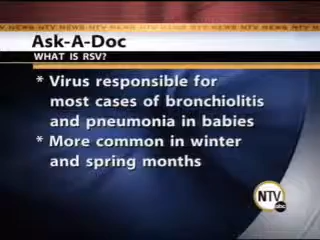 NTV NEWS NTV NEWS NTV NEWS NTV NEWS
Ask-A-Doc
WHAT IS RSV?
* Virus responsible for
most cases of bronchiolitis
and pneumonia in babies
* More common in winter
and spring months
NTV
abc